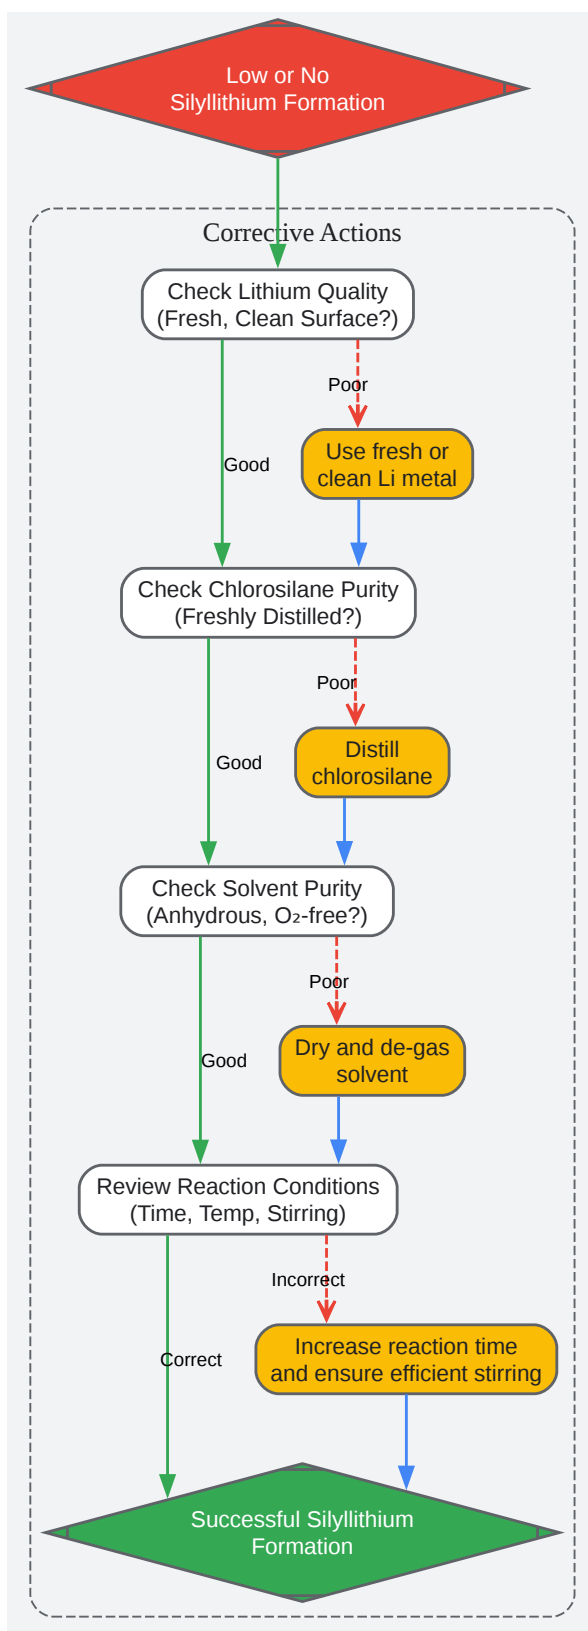 Low or No
Silyllithium Formation
Corrective Actions
Check Lithium Quality
(Fresh, Clean Surface?)
Poor
Good
Use fresh or
clean Li metal
Check Chlorosilane Purity
(Freshly Distilled?)
Poor
Good
Distill
chlorosilane
Check Solvent Purity
(Anhydrous, O₂-free?)
Poor
Good
Dry and de-gas
solvent
Review Reaction Conditions
(Time, Temp, Stirring)
Incorrect
Correct
Increase reaction time
and ensure efficient stirring
Successful Silyllithium
Formation